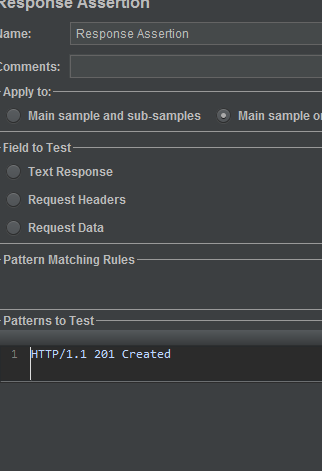 Response Assertion
Name: Response Assertion
Comments:
Apply to:
Main sample and sub-samples Main sample
Field to Test
Text Response
Request Headers
Request Data
Pattern Matching Rules
Patterns to Test
1 HTTP/1.1 201 Created